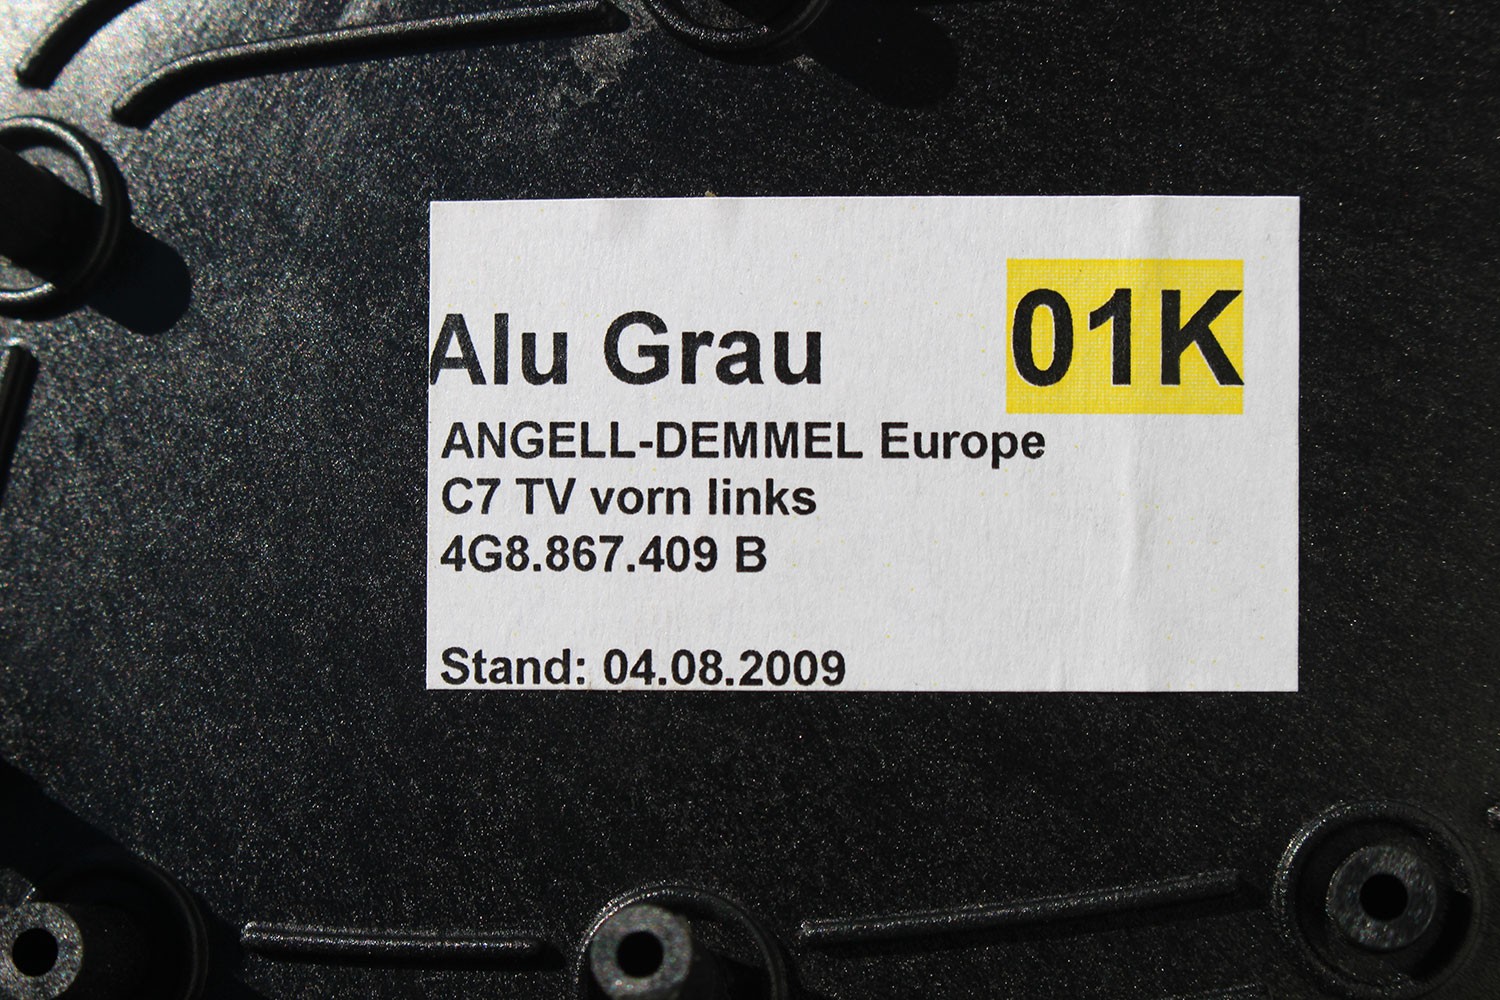 Alu Grau 01K
ANGELL-DEMMEL Europe
C7 TV vorn links
4G8.867.409 B
Stand: 04.08.2009